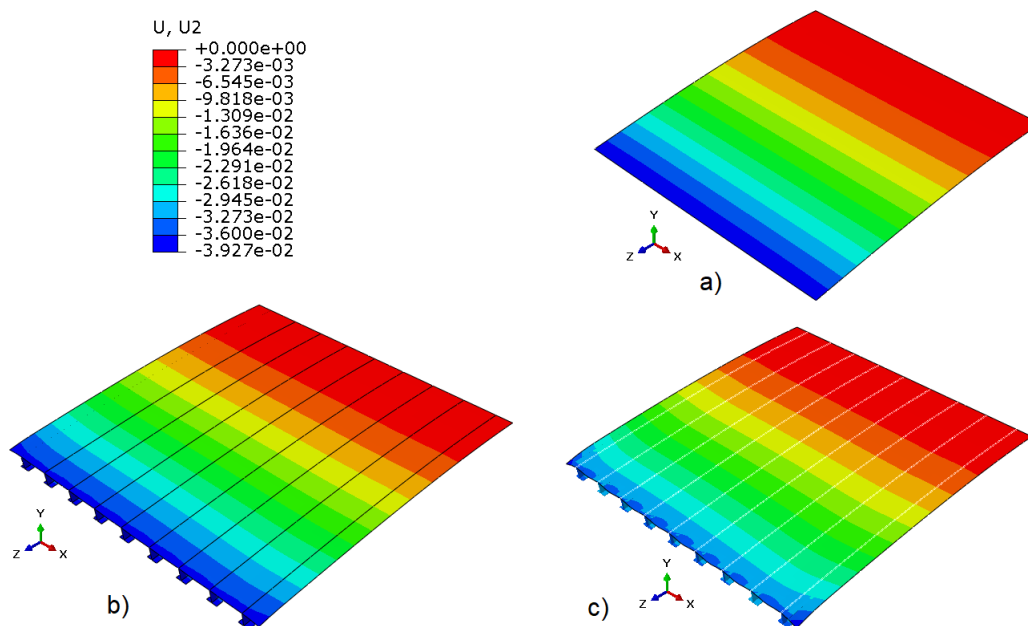 U, U2
+0.000e+00
-3.273e-03
-6.545e-03
-9.818e-03
-1.309e-02
-1.636e-02
-1.964e-02
-2.291e-02
-2.618e-02
-2.945e-02
-3.273e-02
-3.600e-02
-3.927e-02
Y
Z
X
a)
Y
Z
X
b)
Y
Z
X
c)